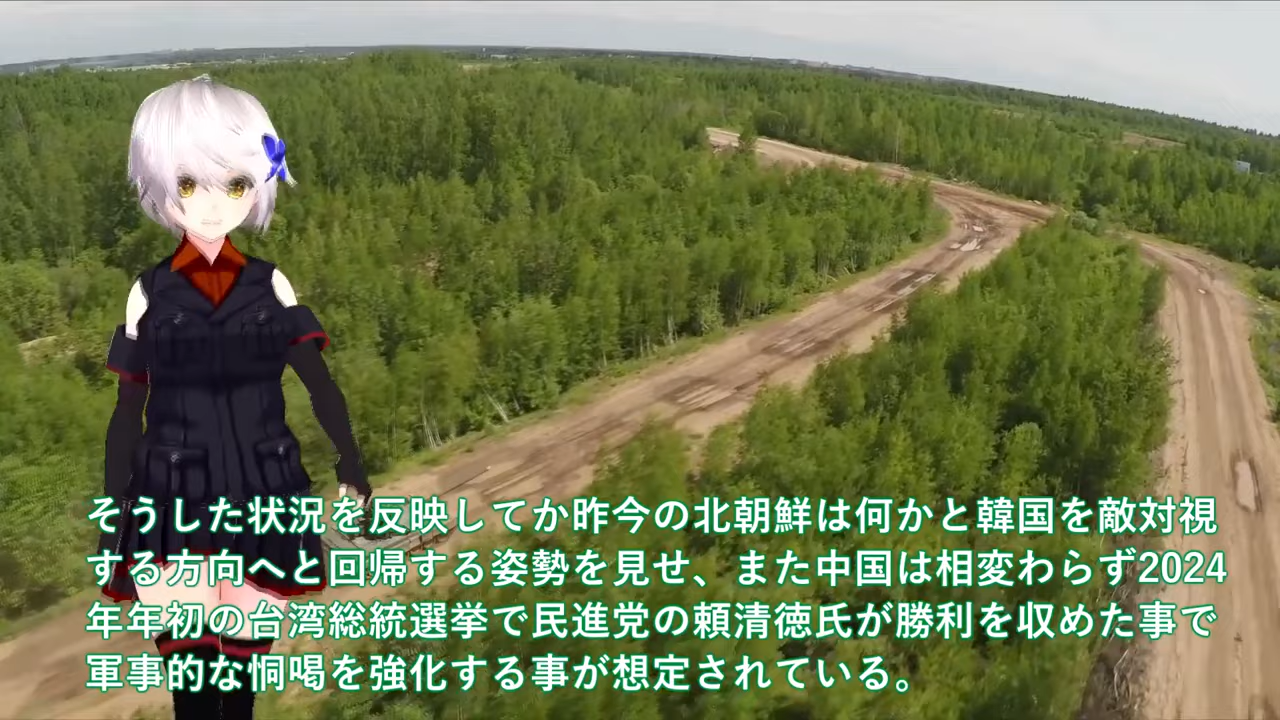 そうした状況を反映してか昨今の北朝鮮は何かと韓国を敵対視
する方向へと回帰する姿勢を見せ、また中国は相変わらず2024
年年初の台湾総統選挙で民進党の頼清徳氏が勝利を収めた事で
軍事的な恫喝を強化する事が想定されている。